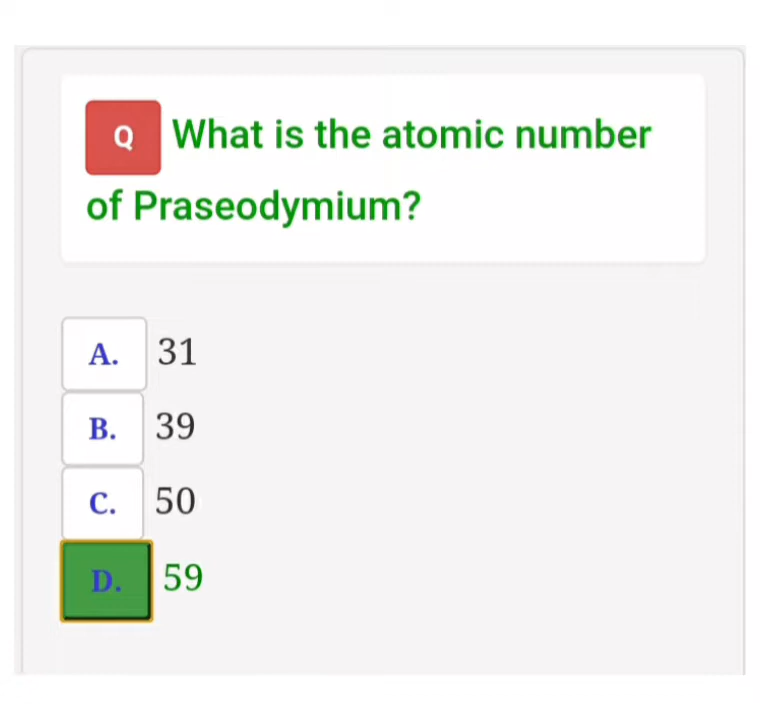 Q What is the atomic number
of Praseodymium?
A. 31
B. 39
C. 50
D. 59